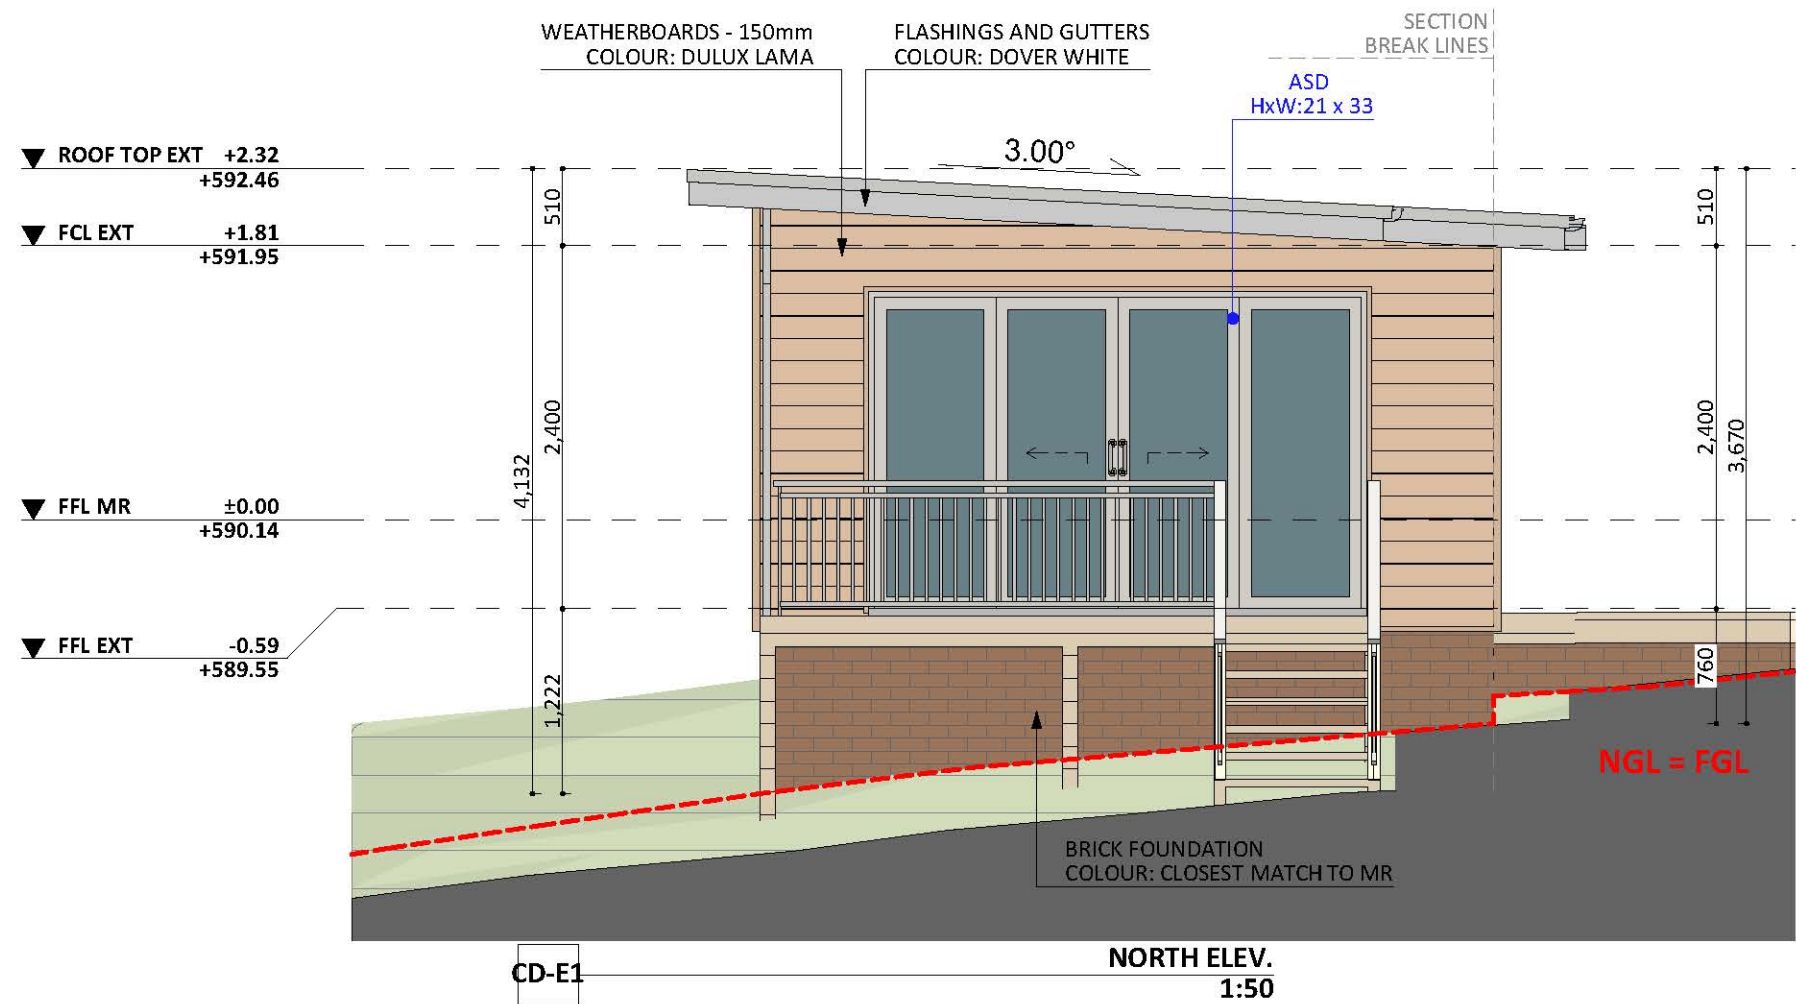 WEATHERBOARDS - 150mm
COLOUR: DULUX LAMA
FLASHINGS AND GUTTERS
COLOUR: DOVER WHITE
SECTION
BREAK LINES
ASD
HxW:21 x 33
3.00°
ROOF TOP EXT +2.32
+592.46
FCL EXT +1.81
+591.95
FFL MR ±0.00
+590.14
FFL EXT -0.59
+589.55
510
2,400
4,132
1,222
510
2,400
3,670
760
NGL = FGL
BRICK FOUNDATION
COLOUR: CLOSEST MATCH TO MR
CD-E1
NORTH ELEV.
1:50